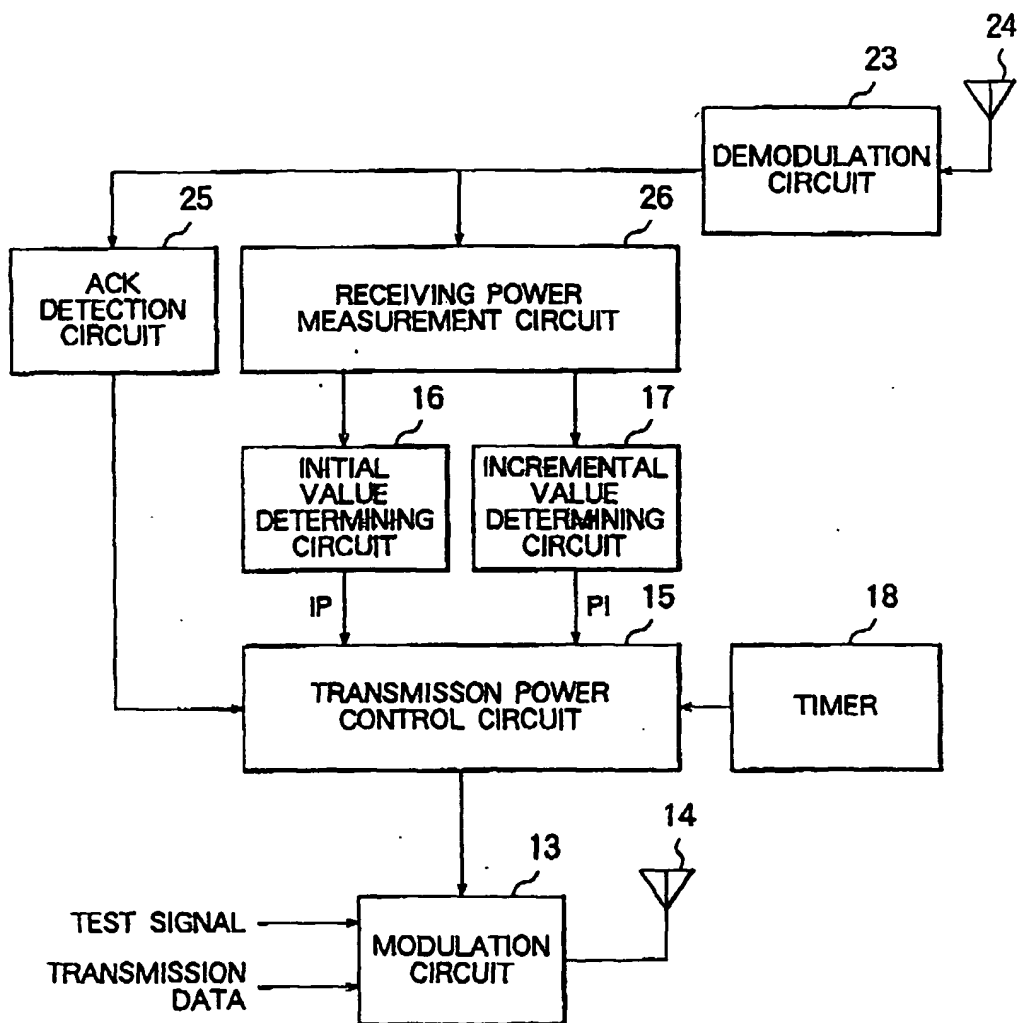 24
23
DEMODULATION
CIRCUIT
25
26
ACK
DETECTION
CIRCUIT
RECEIVING POWER
MEASUREMENT CIRCUIT
16
17
INITIAL
VALUE
DETERMINING
CIRCUIT
INCREMENTAL
VALUE
DETERMINING
CIRCUIT
IP
PI
15
18
TRANSMISSON POWER
CONTROL CIRCUIT
TIMER
14
13
TEST SIGNAL
TRANSMISSION
DATA
MODULATION
CIRCUIT